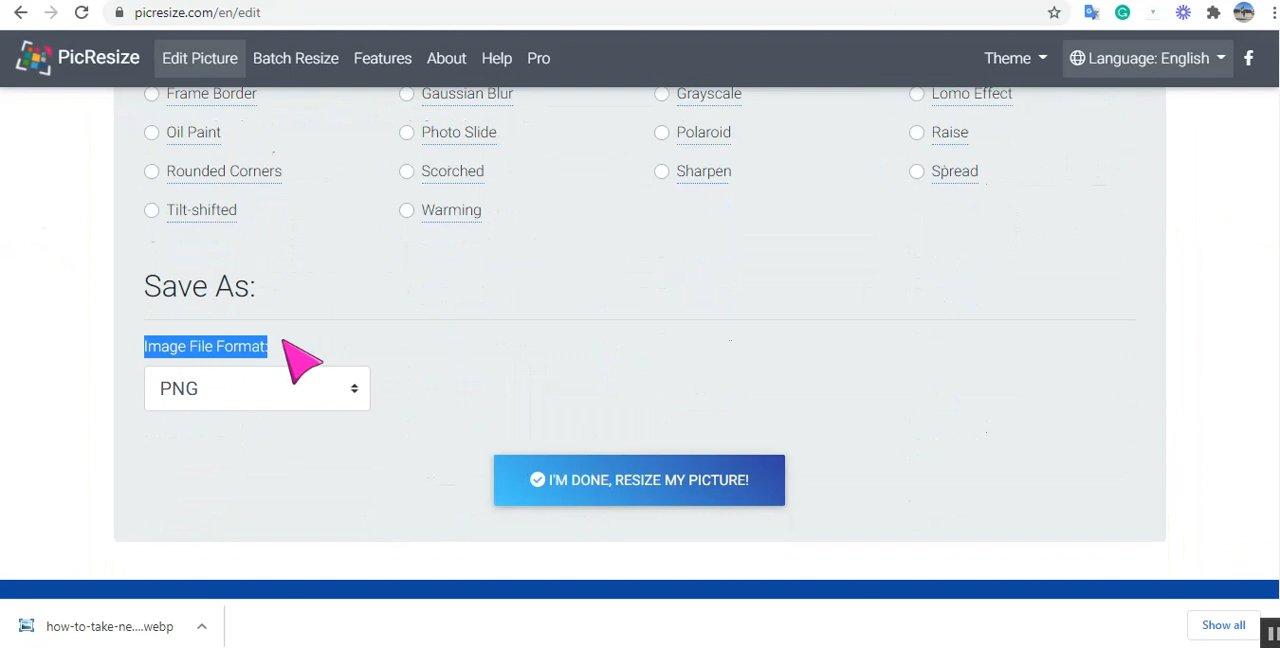 picresize.com/en/edit
PicResize Edit Picture Batch Resize Features About Help Pro Theme Language: English
Frame Border Gaussian Blur Grayscale Lomo Effect
Oil Paint Photo Slide Polaroid Raise
Rounded Corners Scorched Sharpen Spread
Tilt-shifted Warming
Save As:
Image File Format:
PNG
I'M DONE, RESIZE MY PICTURE!
how-to-take-ne....webp Show all